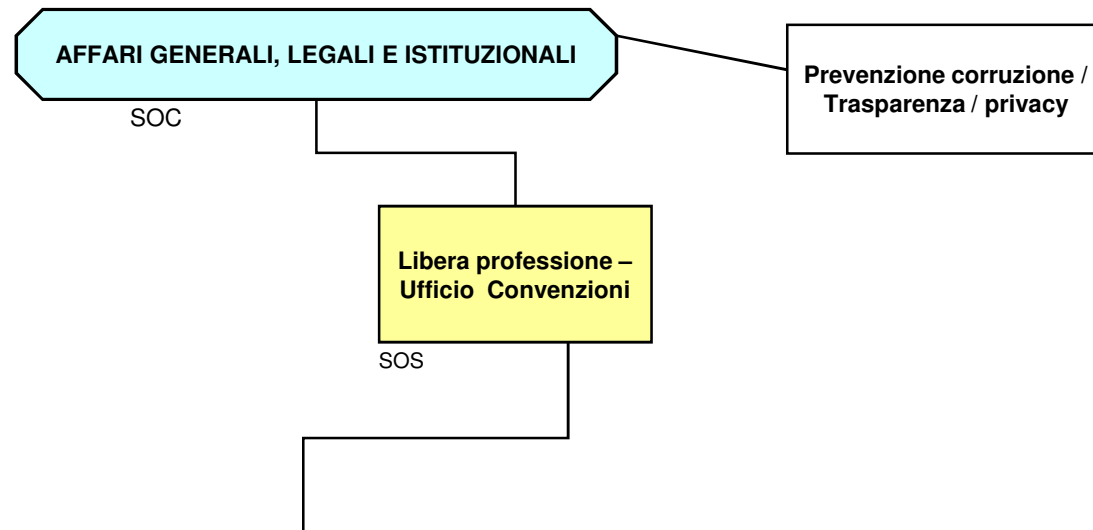 AFFARI GENERALI, LEGALI E ISTITUZIONALI
SOC
Prevenzione corruzione /
Trasparenza / privacy
Libera professione –
Ufficio Convenzioni
SOS